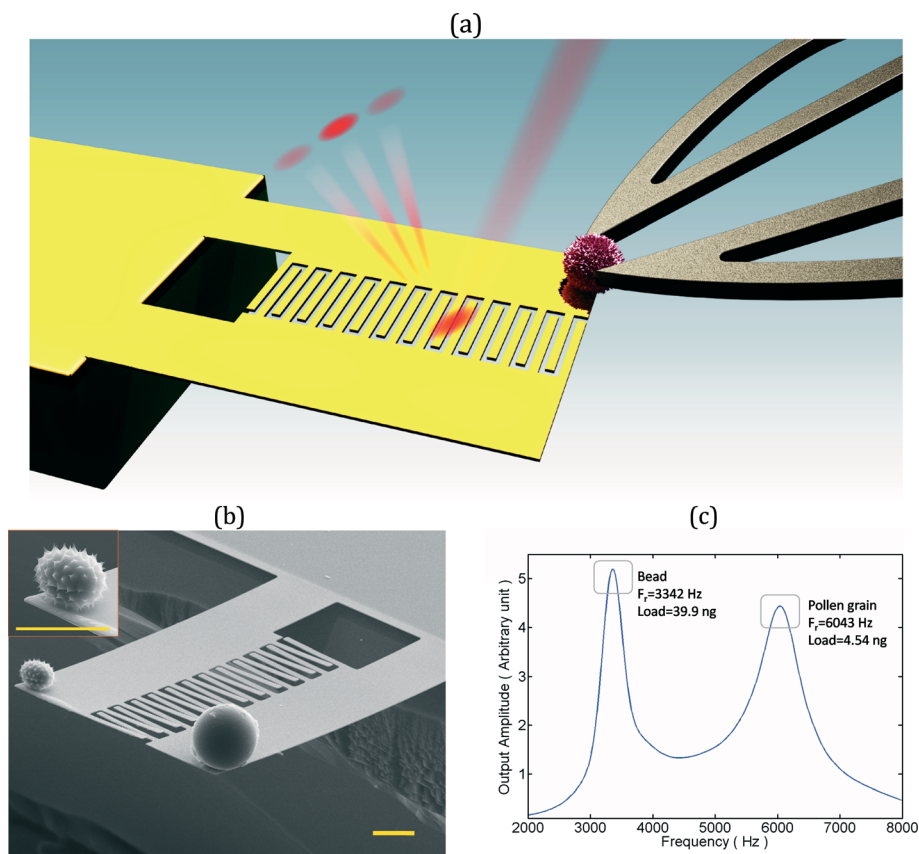 (a)
(b)
(c)
Bead
Fr=3342 Hz
Load=39.9 ng
Pollen grain
Fr=6043 Hz
Load=4.54 ng
Output Amplitude ( Arbitrary unit )
5
4
3
2
1
2000 3000 4000 5000 6000 7000 8000
Frequency ( Hz )